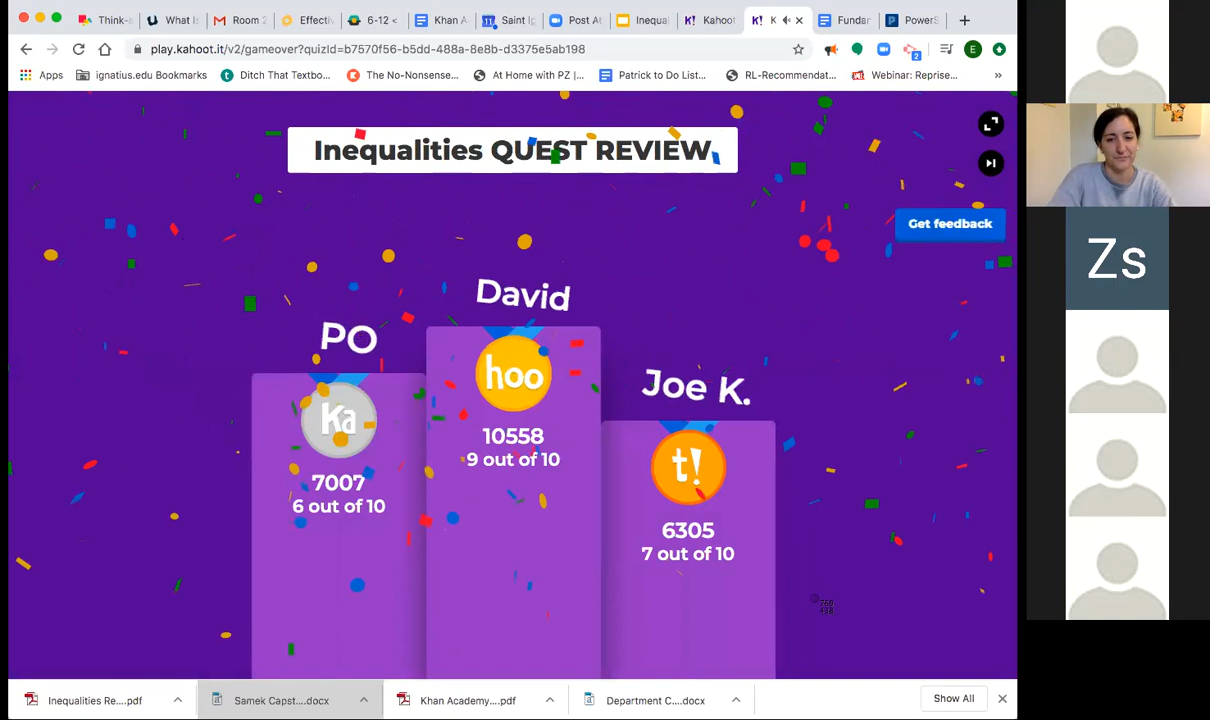 Think-a
What Is
Room 2
Effectiv
6-12 <
Khan A
Saint Ig
Post At
Inequal
Kahoot
K
Fundar
PowerS
play.kahoot.it/v2/gameover?quizId=b7570f56-b5dd-488a-8e8b-d3375e5ab198
2
E
Apps
ignatius.edu Bookmarks
Ditch That Textbo...
The No-Nonsense...
At Home with PZ |...
Patrick to Do List...
RL-Recommendat...
Webinar: Reprise...
Inequalities QUEST REVIEW
Get feedback
David
PO
Joe K.
hoo
Ka
t!
10558
9 out of 10
7007
6 out of 10
6305
7 out of 10
Zs
768
438
Inequalities Re....pdf
Samek Capst....docx
Khan Academy....pdf
Department C....docx
Show All